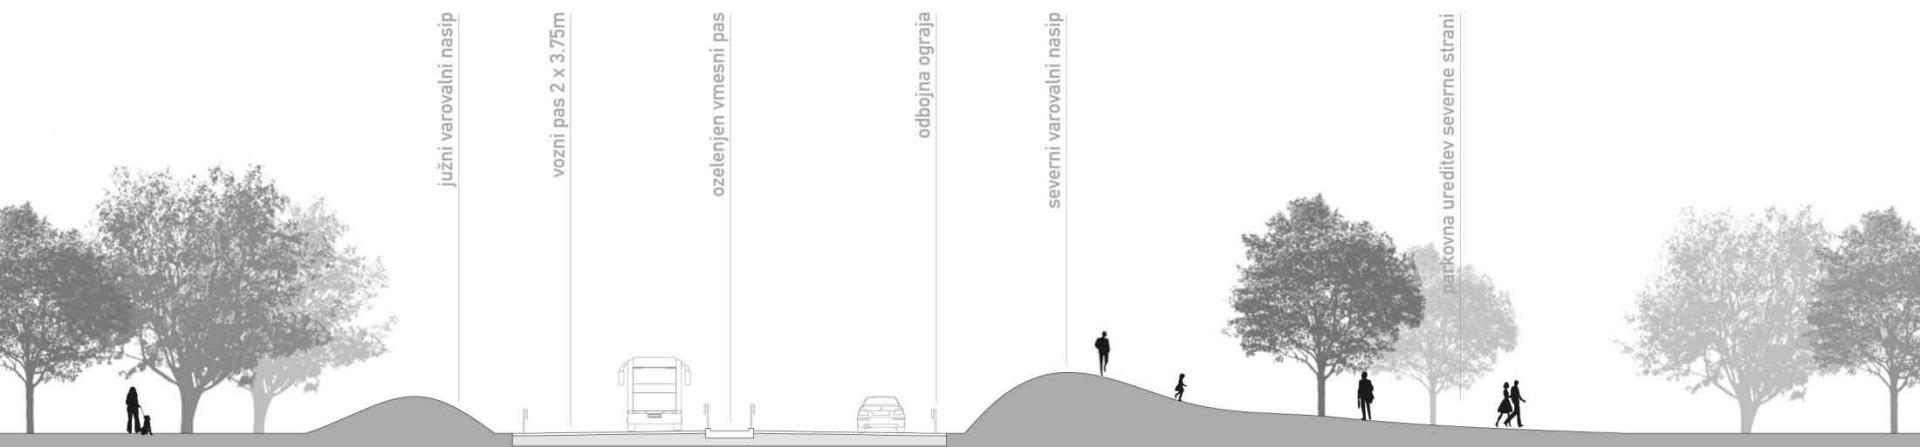 južni varovalni nasip
vozni pas 2 x 3.75m
ozelenjen vmesni pas
odbojna ograja
severni varovalni nasip
parkovna ureditev severne strani